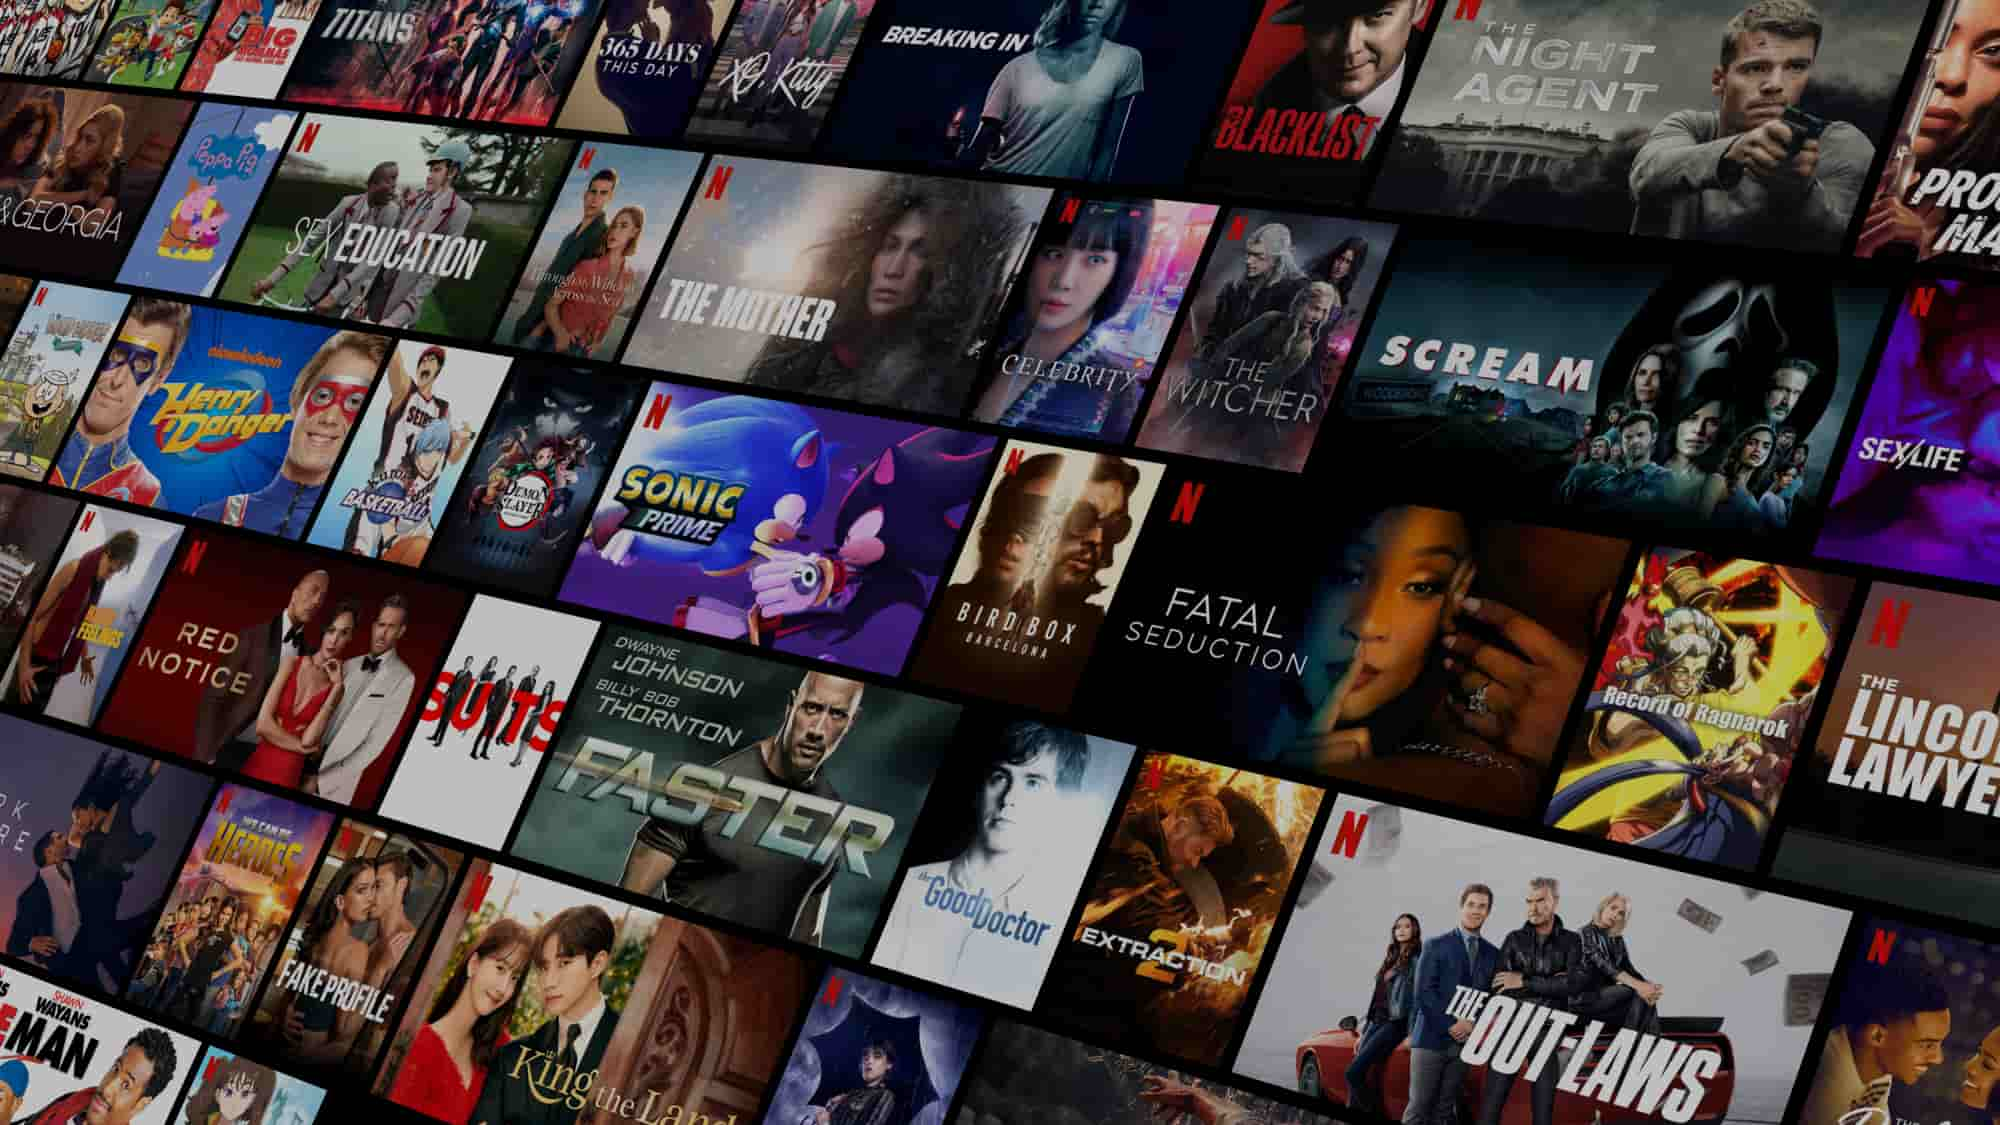 BIG
TITANS
365 DAYS
THIS DAY
XO, Kitty
BREAKING IN
BLACKLIST
THE
NIGHT
AGENT
& GEORGIA
Peppa Pig
SEX EDUCATION
Through my Window
Across the Sea
THE MOTHER
CELEBRITY
THE
WITCHER
SCREAM
WOODSBORO
SEX/LIFE
nickelodeon
Henry
Danger
BASKETBALL
DEMON
SLAYER
SONIC
PRIME
BIRD BOX
BARCELONA
FATAL
SEDUCTION
Record of Ragnarok
THE
LINCO
LAWYE
FEELINGS
RED
NOTICE
SUITS
DWAYNE
JOHNSON
BILLY BOB
THORNTON
FASTER
the
Good Doctor
EXTRACTION
2
THE
OUT-LAWS
WE CAN BE
HEROES
FAKE PROFILE
King
the Land
SHAWN
WAYANS
MAN